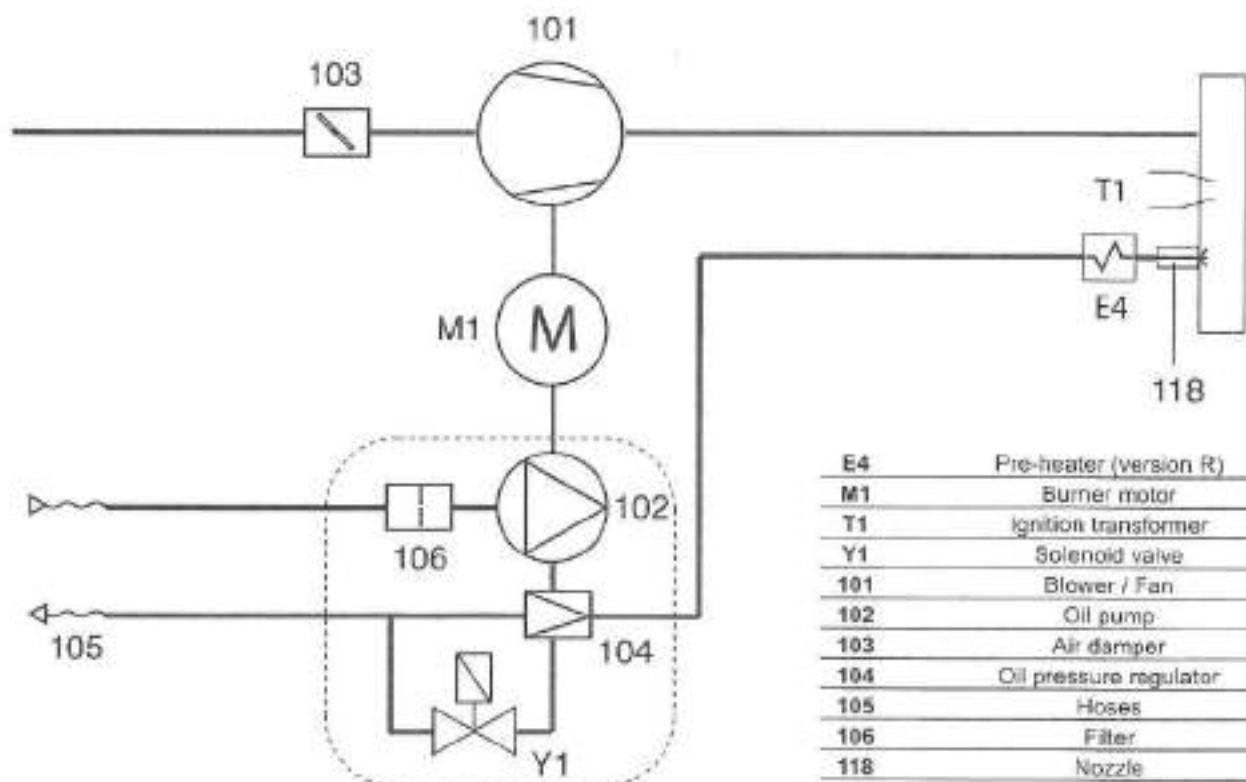 101
103
T1
E4
M1
M
118
102
106
105
104
Y1
E4 Pre-heater (version R)
M1 Burner motor
T1 Ignition transformer
Y1 Solenoid valve
101 Blower / Fan
102 Oil pump
103 Air damper
104 Oil pressure regulator
105 Hoses
106 Filter
118 Nozzle